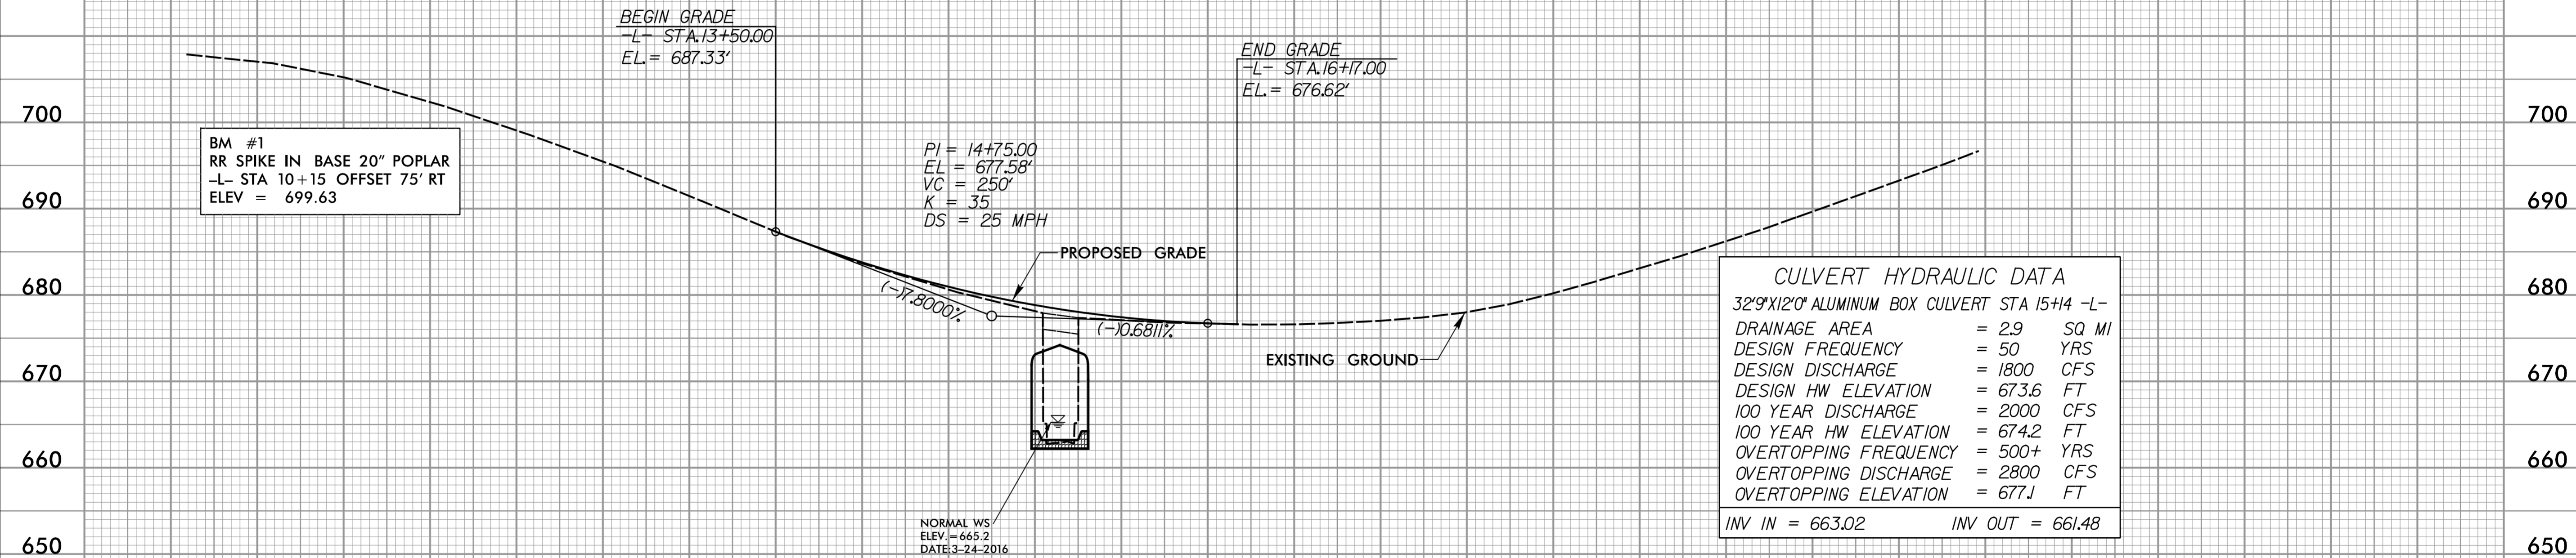 BEGIN GRADE
-L- STA.13+50.00
EL.= 687.33'
END GRADE
-L- STA.16+17.00
EL.= 676.62'
700
700
BM #1
RR SPIKE IN BASE 20" POPLAR
-L- STA 10+15 OFFSET 75' RT
ELEV = 699.63
PI = 14+75.00
EL = 677.58'
VC = 250'
K = 35
DS = 25 MPH
690
690
PROPOSED GRADE
680
680
(-)7.8000%
(-)0.6811%
EXISTING GROUND
670
670
CULVERT HYDRAULIC DATA
32'9"X12'0" ALUMINUM BOX CULVERT STA 15+14 -L-
DRAINAGE AREA = 2.9 SQ MI
DESIGN FREQUENCY = 50 YRS
DESIGN DISCHARGE = 1800 CFS
DESIGN HW ELEVATION = 673.6 FT
100 YEAR DISCHARGE = 2000 CFS
100 YEAR HW ELEVATION = 674.2 FT
OVERTOPPING FREQUENCY = 500+ YRS
OVERTOPPING DISCHARGE = 2800 CFS
OVERTOPPING ELEVATION = 677.1 FT
INV IN = 663.02 INV OUT = 661.48
660
660
NORMAL WS
ELEV.=665.2
DATE:3-24-2016
650
650